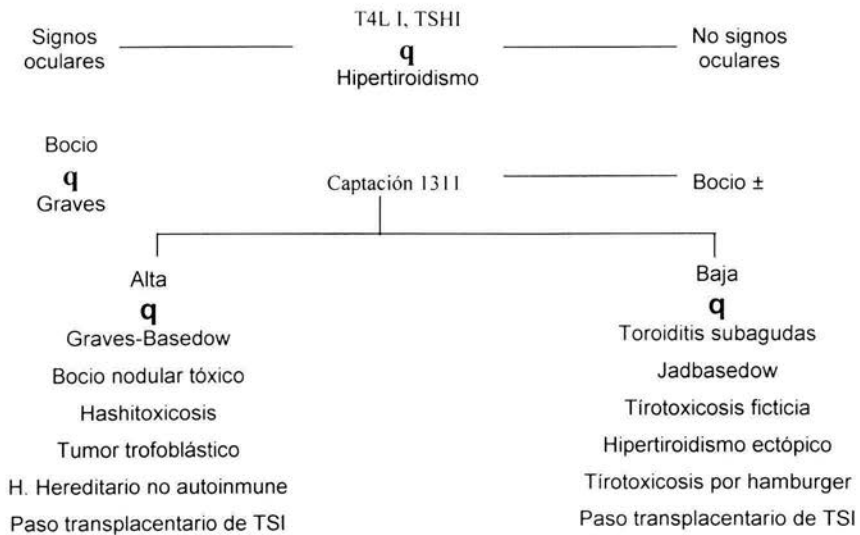 T4L I, TSHI
Signos
oculares
q
No signos
oculares
Hipertiroidismo
Bocio
q
Graves
Captación 1311
Bocio ±
Alta
q
Graves-Basedow
Bocio nodular tóxico
Hashitoxicosis
Tumor trofoblástico
H. Hereditario no autoinmune
Paso transplacentario de TSI
Baja
q
Toroiditis subagudas
Jadbasedow
Tírotoxicosis ficticia
Hipertiroidismo ectópico
Tírotoxicosis por hamburger
Paso transplacentario de TSI